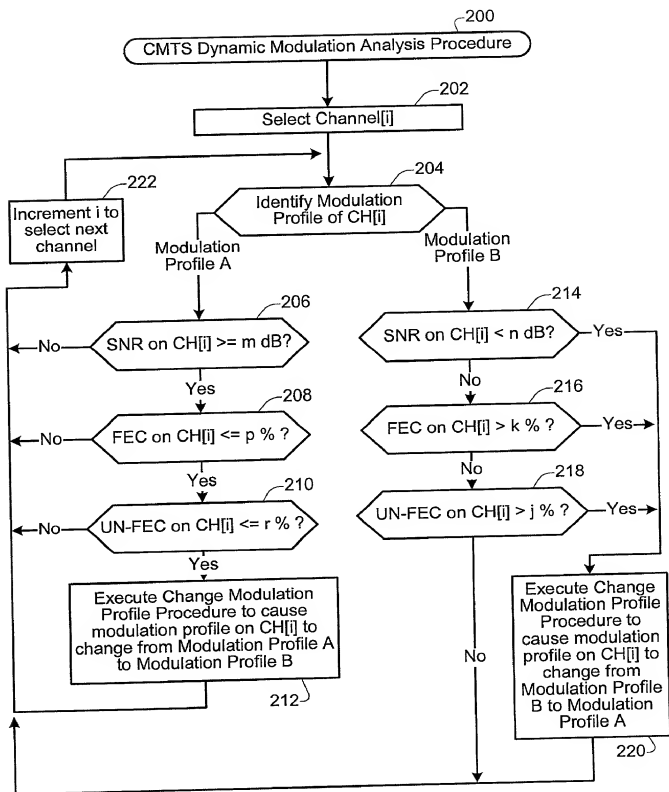 200
CMTS Dynamic Modulation Analysis Procedure
202
Select Channel[i]
204
Identify Modulation
Profile of CH[i]
222
Increment i to
select next
channel
Modulation
Profile A
Modulation
Profile B
206
SNR on CH[i] >= m dB?
No
Yes
208
FEC on CH[i] <= p % ?
No
Yes
210
UN-FEC on CH[i] <= r % ?
No
Yes
Execute Change Modulation
Profile Procedure to cause
modulation profile on CH[i] to
change from Modulation Profile A
to Modulation Profile B
212
214
SNR on CH[i] < n dB?
Yes
No
216
FEC on CH[i] > k % ?
Yes
No
218
UN-FEC on CH[i] > j % ?
Yes
No
Execute Change
Modulation Profile
Procedure to
cause modulation
profile on CH[i] to
change from
Modulation Profile
B to Modulation
Profile A
220